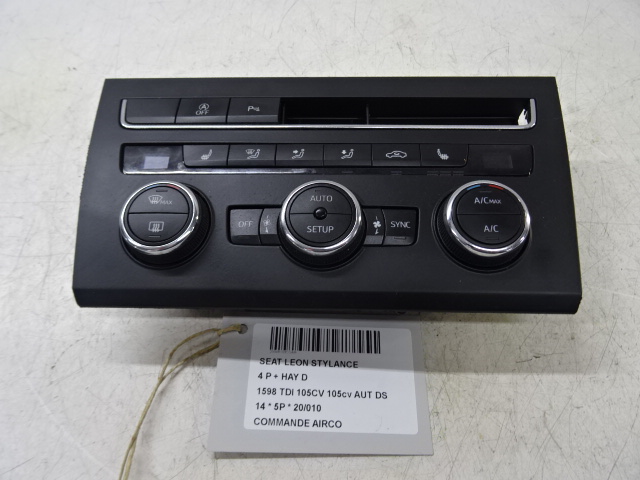 A OFF P
MAX
AUTO
SETUP
OFF
SYNC
A/C MAX
A/C
SEAT LEON STYLANCE
4 P + HAY D
1598 TDI 105CV 105cv AUT DS
14 * 5P * 20/010
COMMANDE AIRCO